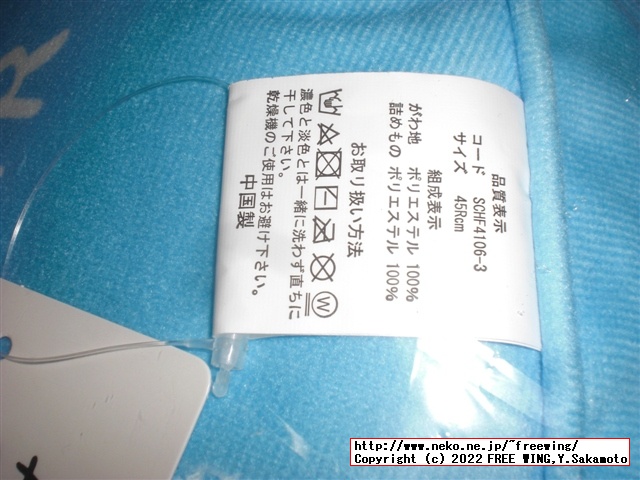 品質表示
コード SCHF4106-3
サイズ 45Rcm
組成表示
がわ地 ポリエステル 100%
詰めもの ポリエステル 100%
お取り扱い方法
W
濃色と淡色とは一緒に洗わず直ちに
干して下さい。
乾燥機のご使用はお避け下さい。
中国製
http://www.neko.ne.jp/~freewing/
Copyright (c) 2022 FREE WING,Y.Sakamoto